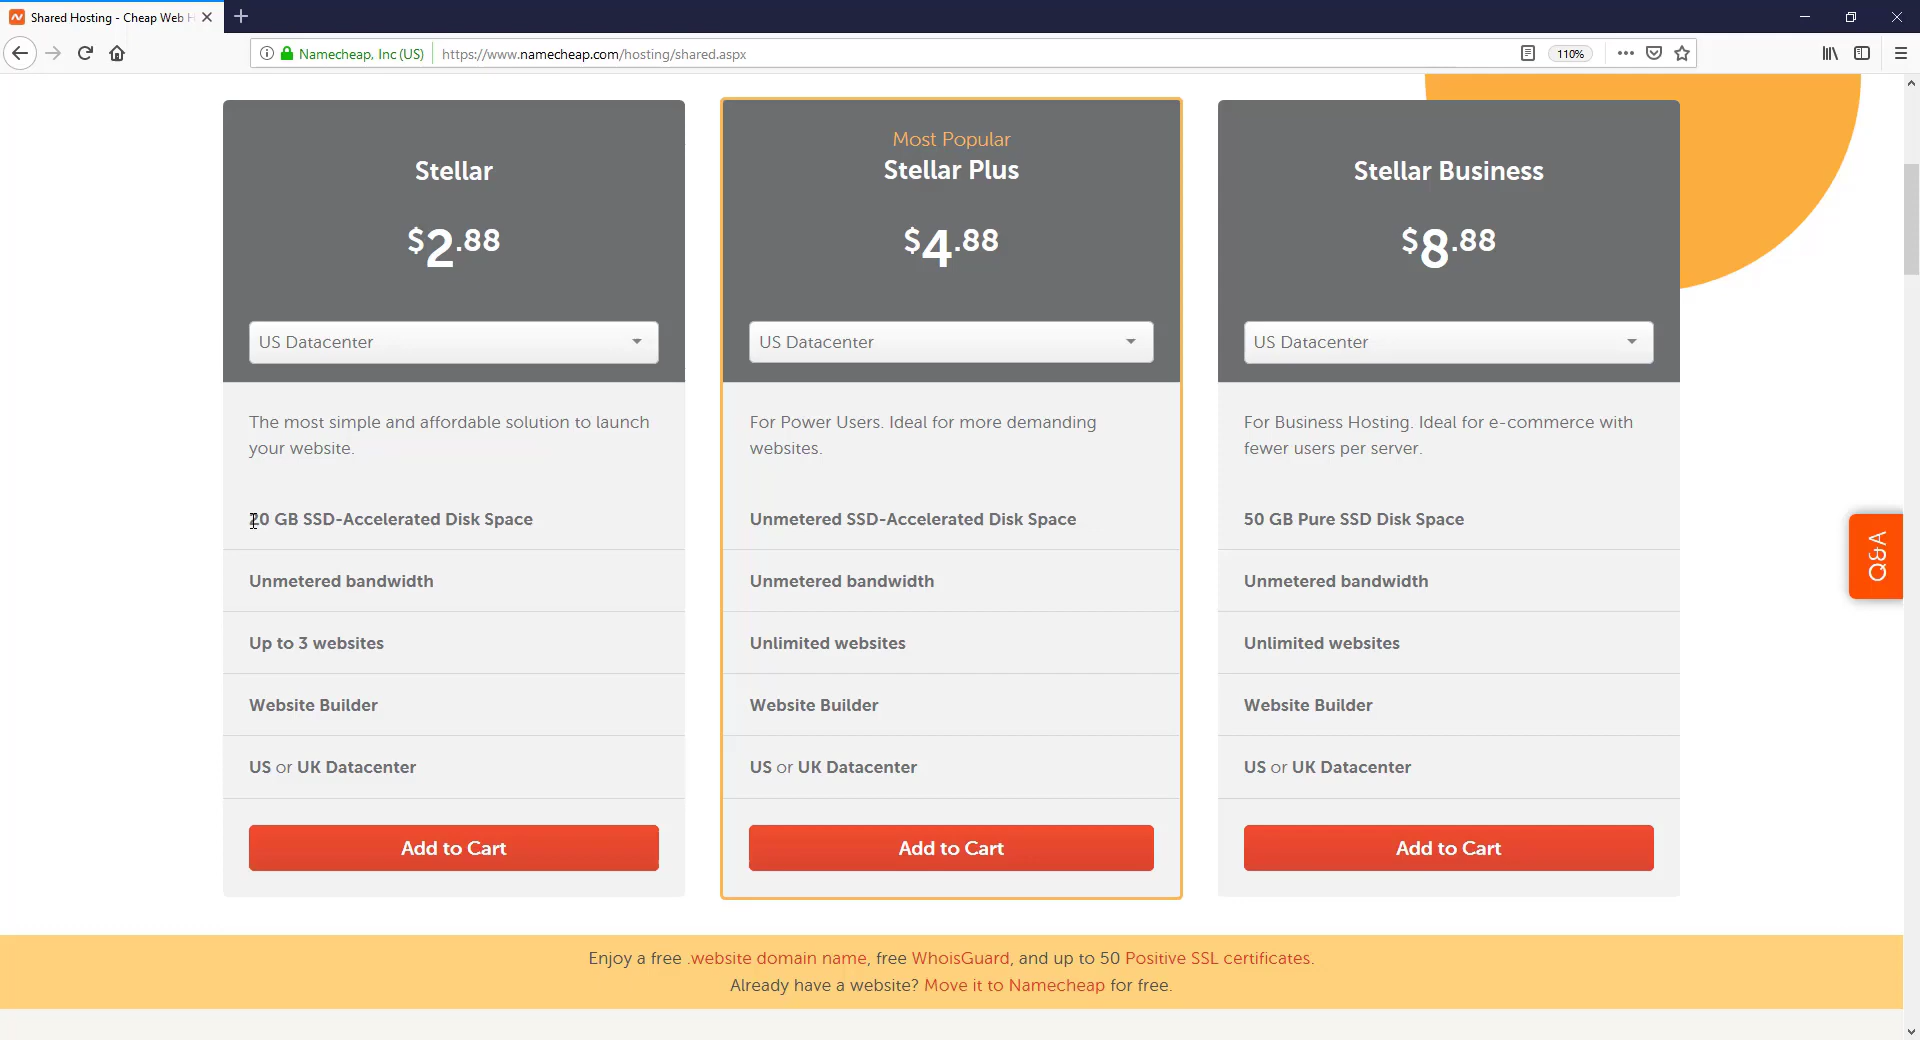 Shared Hosting - Cheap Web H
Namecheap, Inc (US)
https://www.namecheap.com/hosting/shared.aspx
110%
Stellar
$2.88
US Datacenter
The most simple and affordable solution to launch
your website.
20 GB SSD-Accelerated Disk Space
Unmetered bandwidth
Up to 3 websites
Website Builder
US or UK Datacenter
Add to Cart
Most Popular
Stellar Plus
$4.88
US Datacenter
For Power Users. Ideal for more demanding
websites.
Unmetered SSD-Accelerated Disk Space
Unmetered bandwidth
Unlimited websites
Website Builder
US or UK Datacenter
Add to Cart
Stellar Business
$8.88
US Datacenter
For Business Hosting. Ideal for e-commerce with
fewer users per server.
50 GB Pure SSD Disk Space
Unmetered bandwidth
Unlimited websites
Website Builder
US or UK Datacenter
Add to Cart
Q&A
Enjoy a free .website domain name, free WhoisGuard, and up to 50 Positive SSL certificates.
Already have a website? Move it to Namecheap for free.